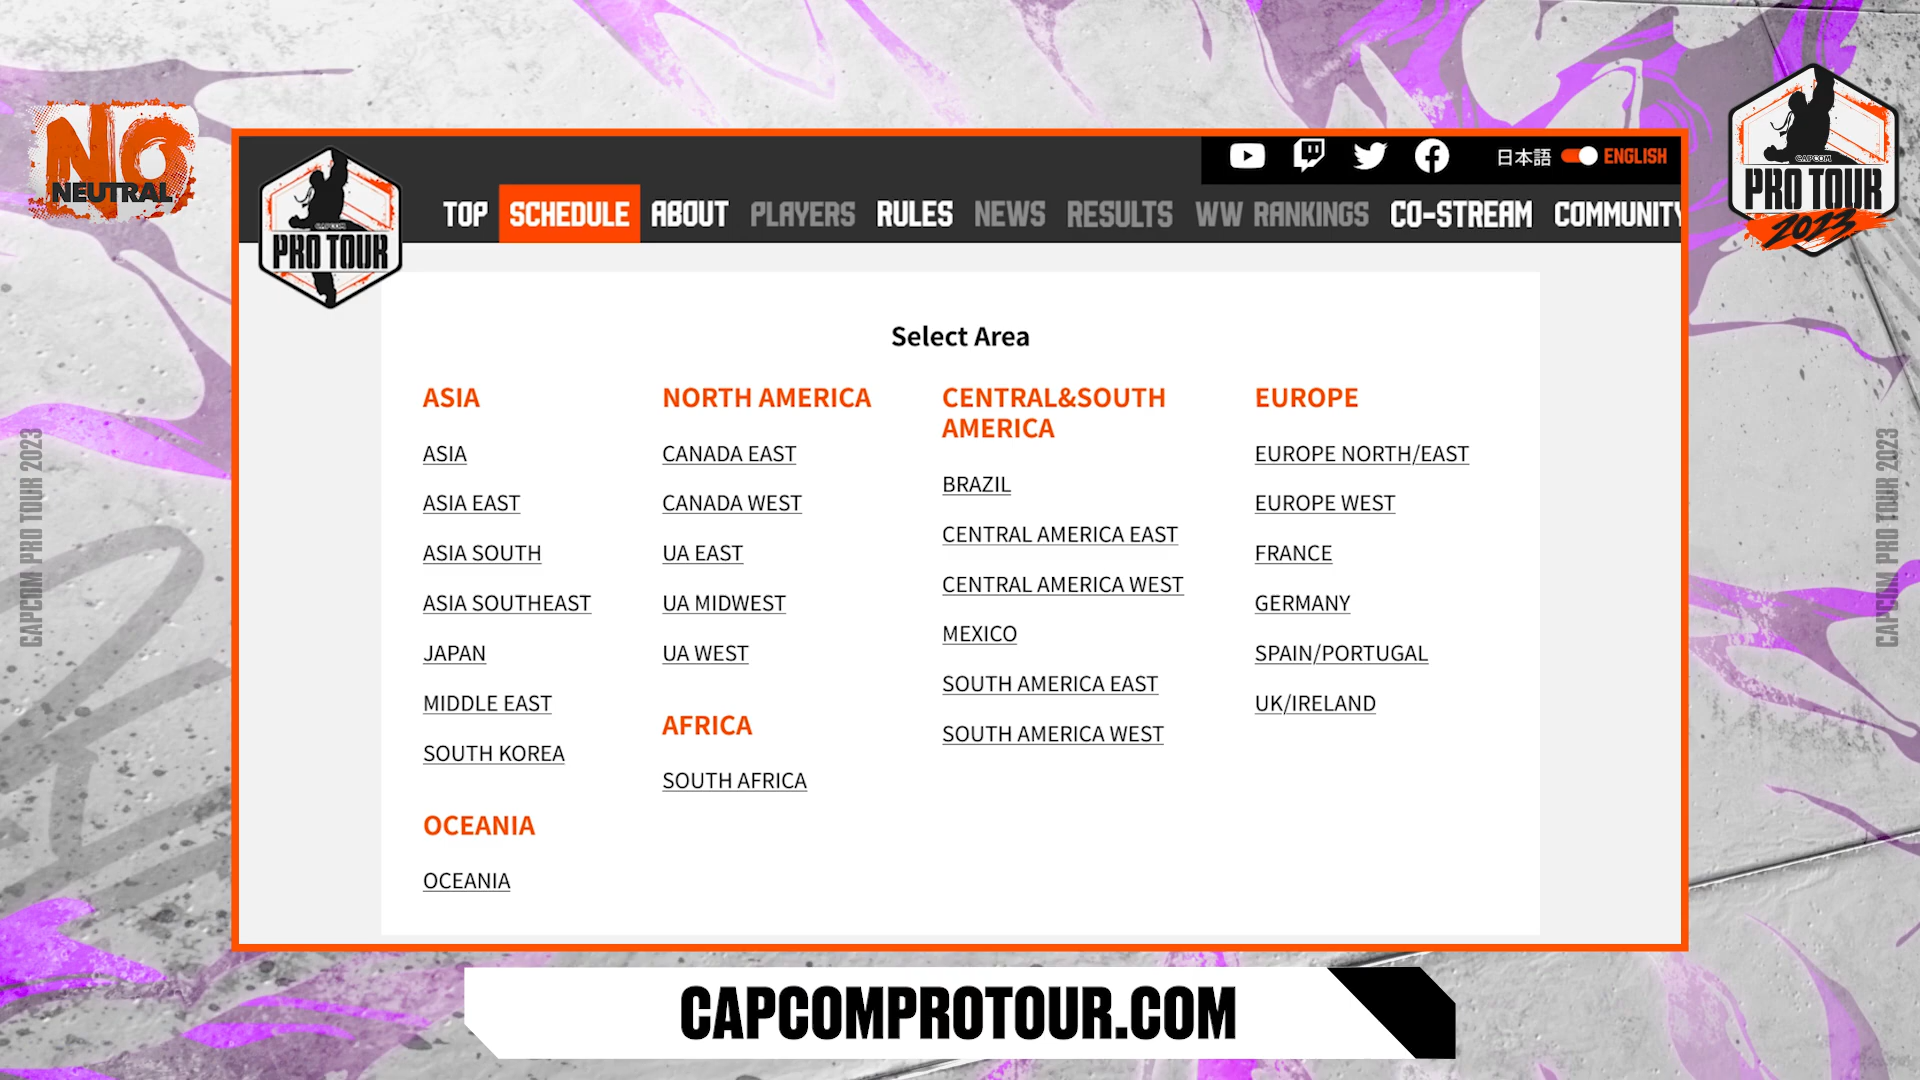 NO
NEUTRAL
日本語 ENGLISH
CAPCOM
PRO TOUR
TOP SCHEDULE ABOUT PLAYERS RULES NEWS RESULTS WW RANKINGS CO-STREAM COMMUNITY
CAPCOM
PRO TOUR
2023
Select Area
ASIA
ASIA
ASIA EAST
ASIA SOUTH
ASIA SOUTHEAST
JAPAN
MIDDLE EAST
SOUTH KOREA
OCEANIA
OCEANIA
NORTH AMERICA
CANADA EAST
CANADA WEST
UA EAST
UA MIDWEST
UA WEST
AFRICA
SOUTH AFRICA
CENTRAL&SOUTH
AMERICA
BRAZIL
CENTRAL AMERICA EAST
CENTRAL AMERICA WEST
MEXICO
SOUTH AMERICA EAST
SOUTH AMERICA WEST
EUROPE
EUROPE NORTH/EAST
EUROPE WEST
FRANCE
GERMANY
SPAIN/PORTUGAL
UK/IRELAND
CAPCOM PRO TOUR 2023
CAPCOM PRO TOUR 2023
CAPCOMPROTOUR.COM